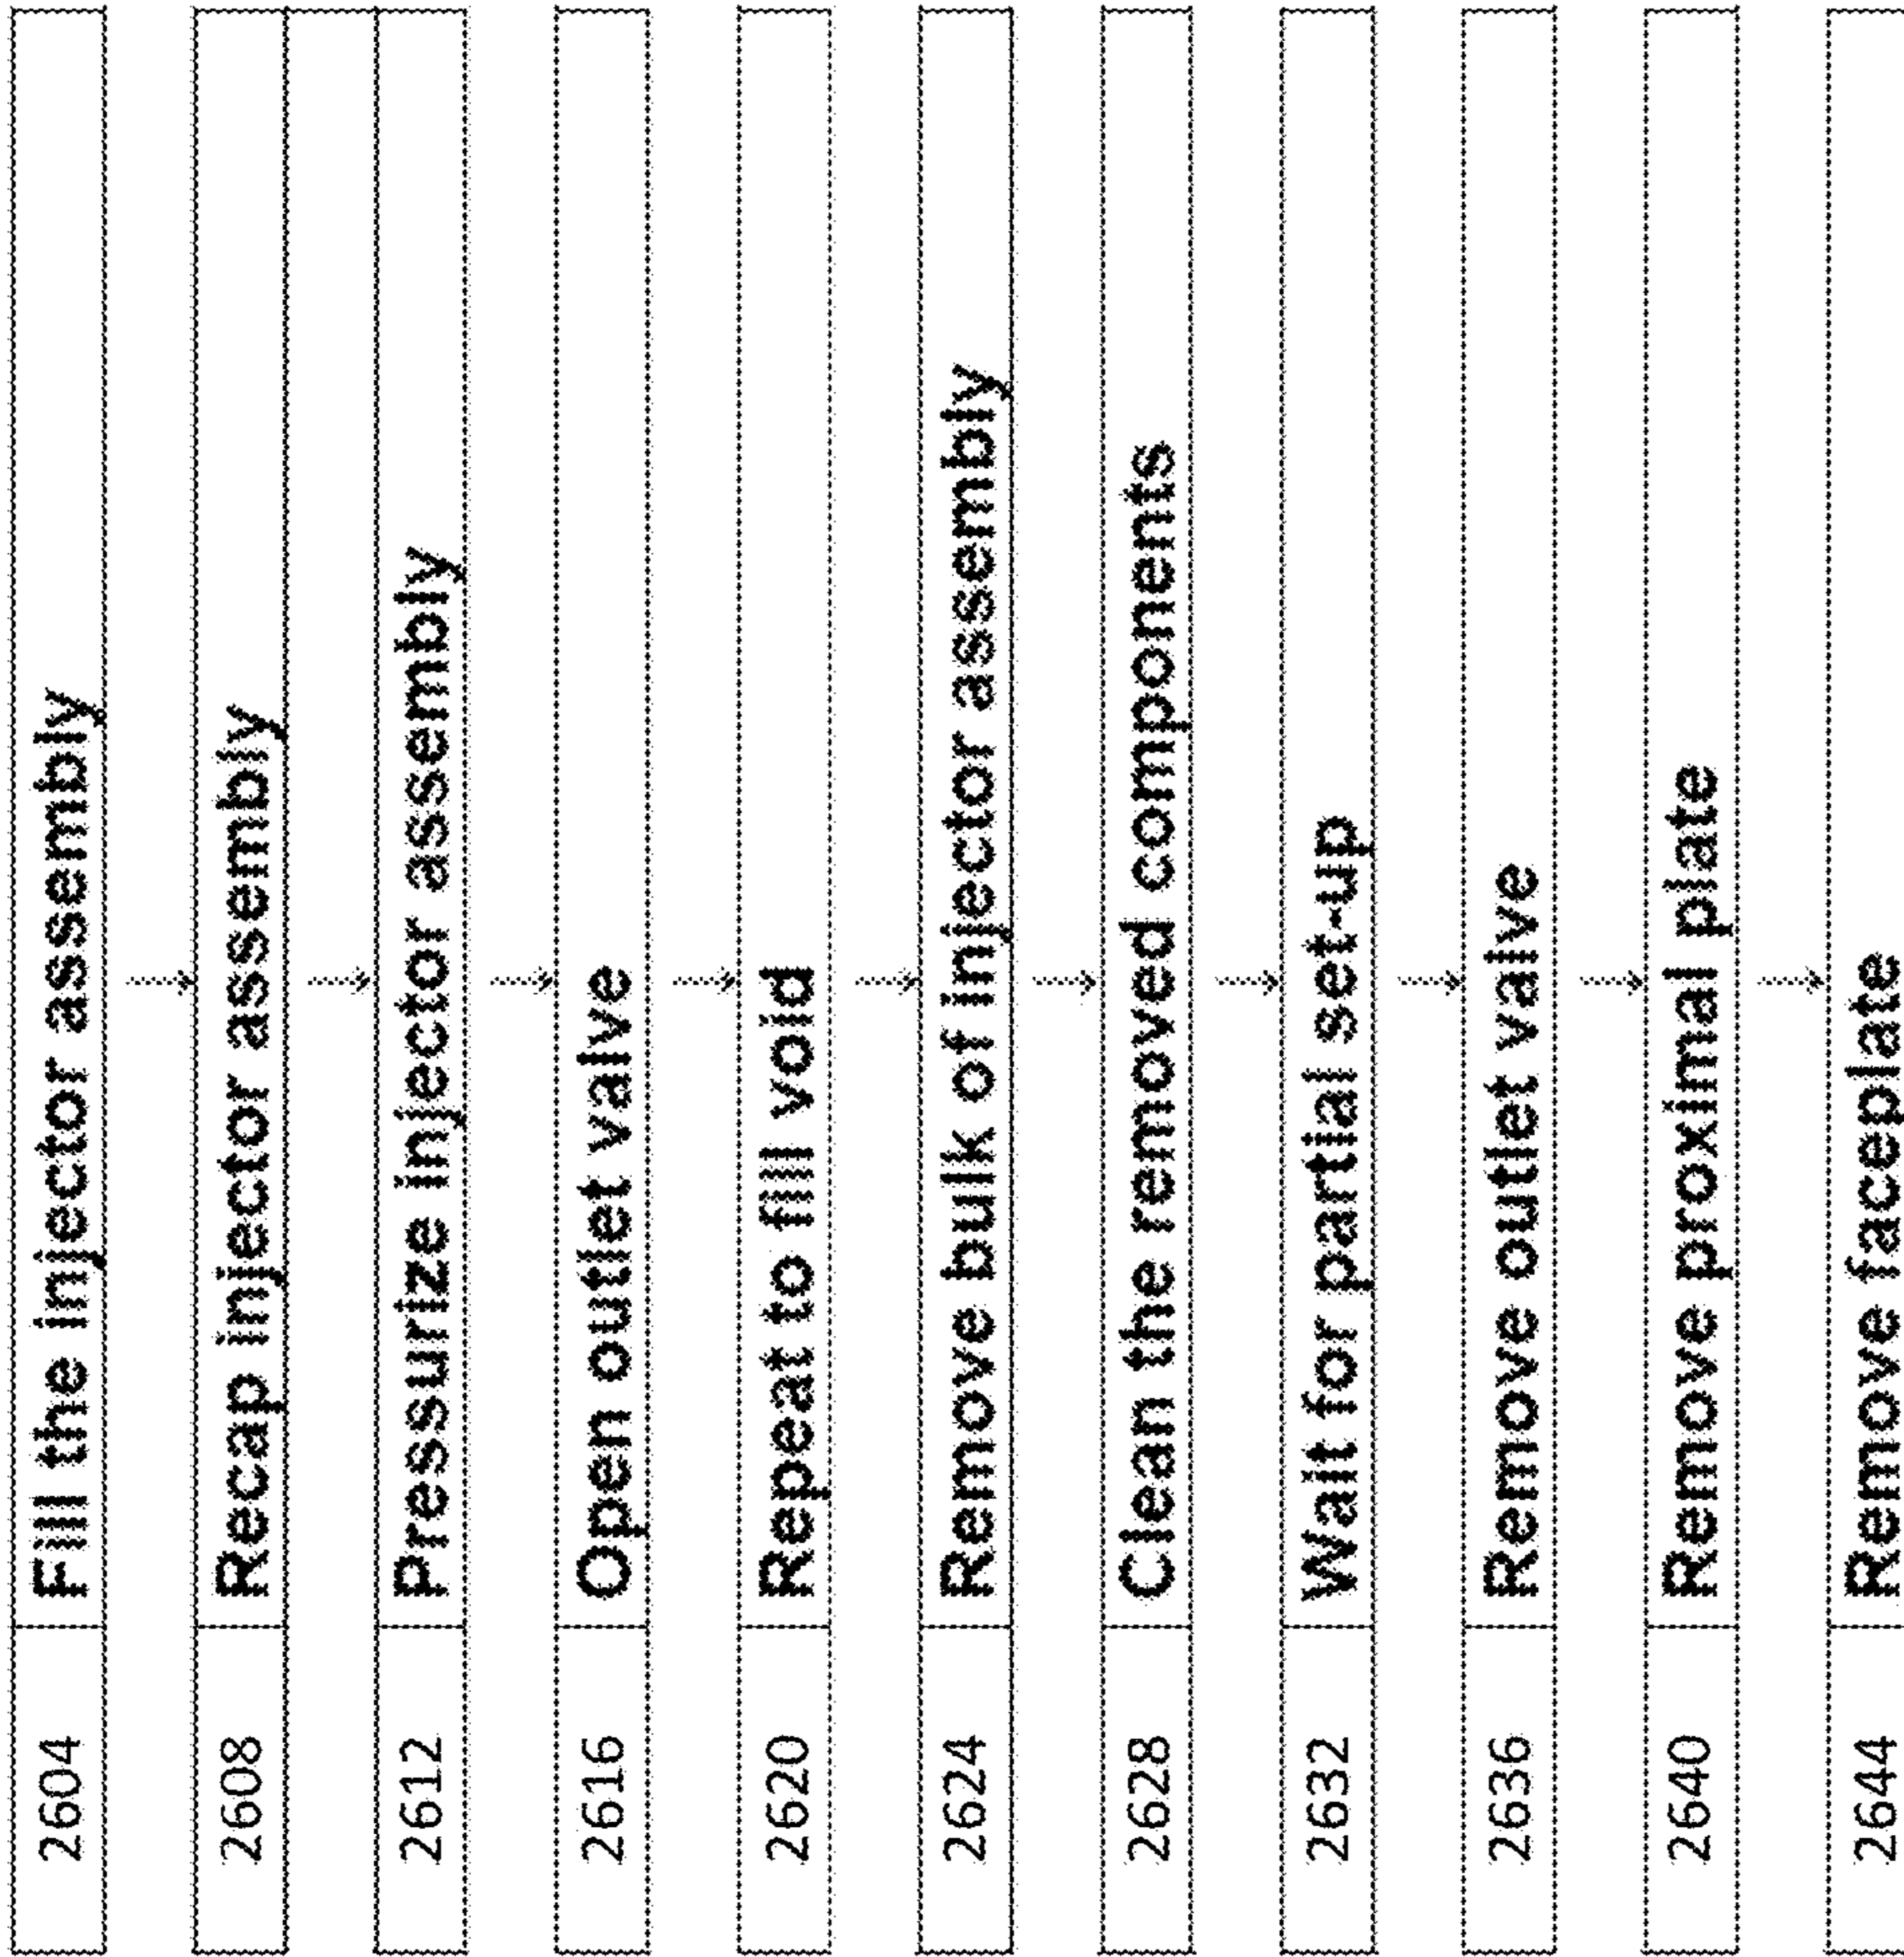 2604 Fill the injector assembly
2608 Recap injector assembly
2612 Pressurize injector assembly
2616 Open outlet valve
2620 Repeat to fill void
2624 Remove bulk of injector assembly
2628 Clean the removed components
2632 Wait for partial set-up
2636 Remove outlet valve
2640 Remove proximal plate
2644 Remove faceplate